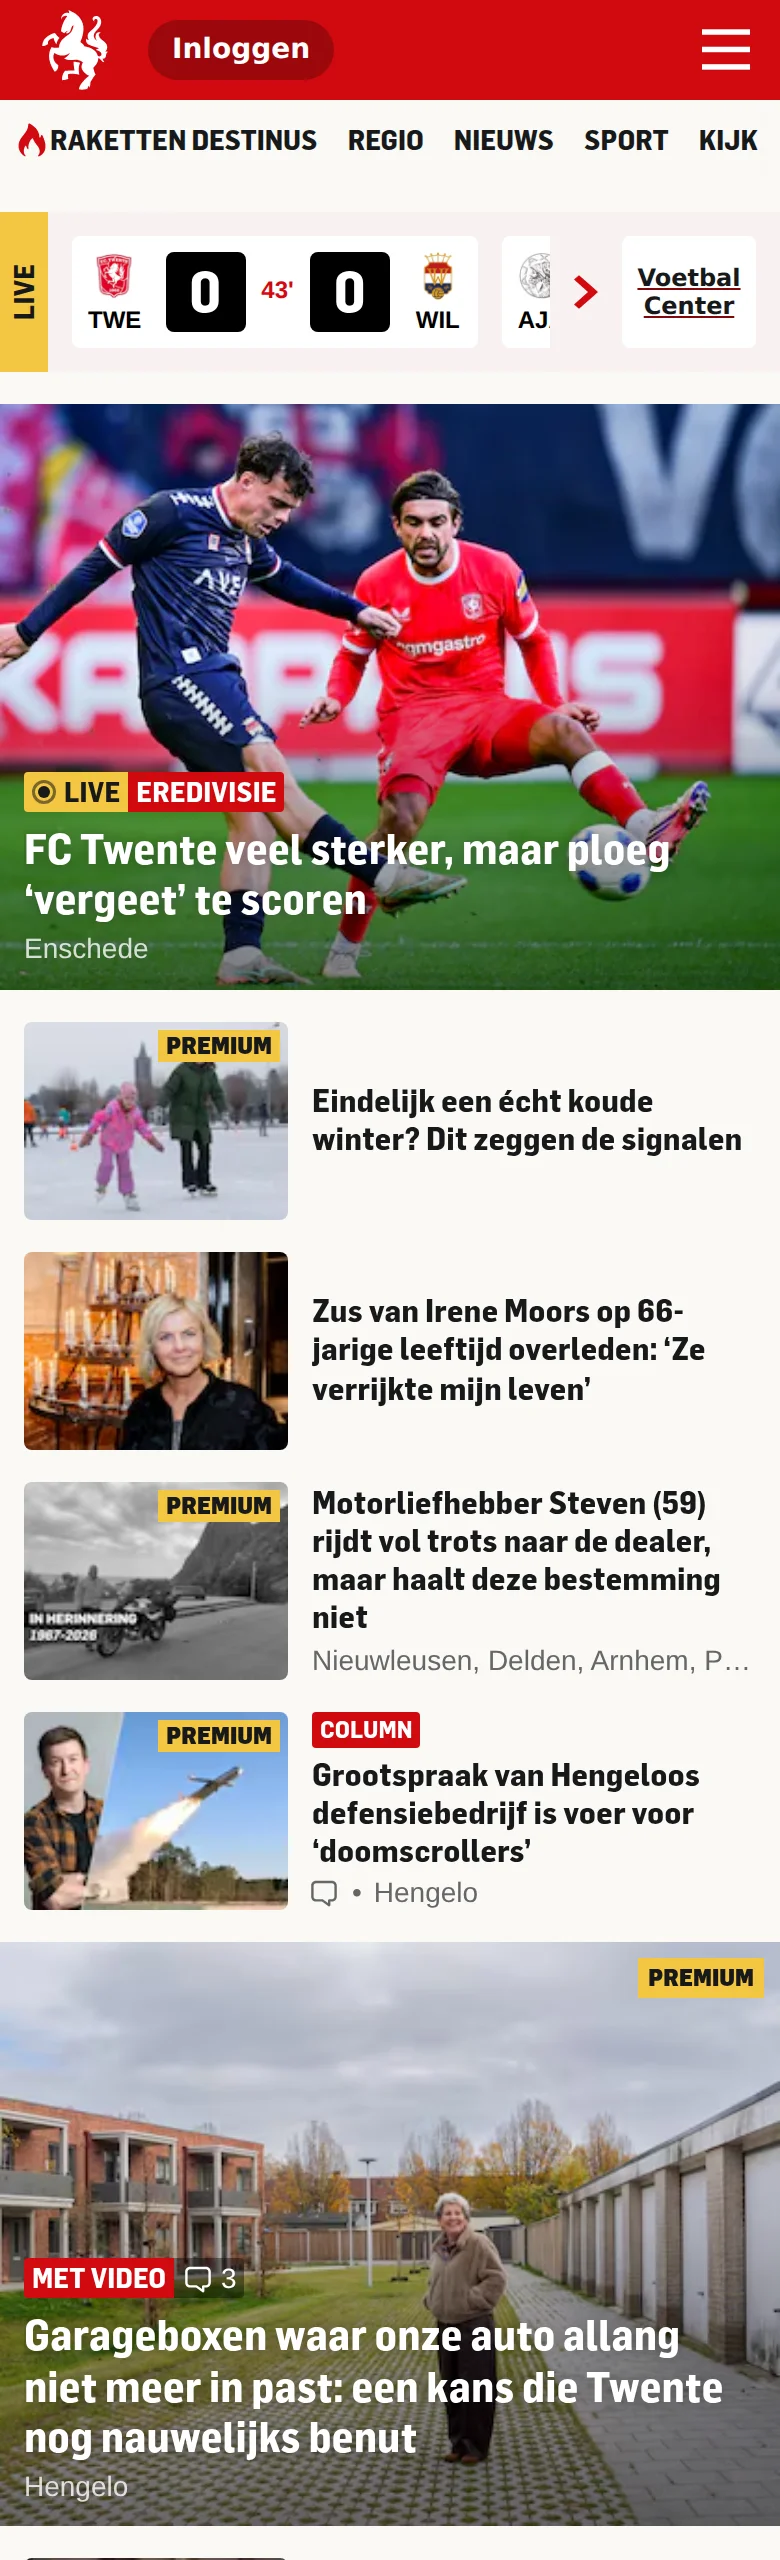 Inloggen
RAKETTEN DESTINUS REGIO NIEUWS SPORT KIJK
LIVE
TWE 0 43' 0 WIL
AJ
Voetbal
Center
AVEC
KARPADS
gmgastro
LIVE EREDIVISIE
FC Twente veel sterker, maar ploeg
‘vergeet’ te scoren
Enschede
PREMIUM
Eindelijk een écht koude
winter? Dit zeggen de signalen
Zus van Irene Moors op 66-
jarige leeftijd overleden: ‘Ze
verrijkte mijn leven’
PREMIUM
IN HERINNERING
1967-2026
Motorliefhebber Steven (59)
rijdt vol trots naar de dealer,
maar haalt deze bestemming
niet
Nieuwleusen, Delden, Arnhem, P…
PREMIUM
COLUMN
Grootspraak van Hengeloos
defensiebedrijf is voer voor
‘doomscrollers’
• Hengelo
PREMIUM
MET VIDEO 3
Garageboxen waar onze auto allang
niet meer in past: een kans die Twente
nog nauwelijks benut
Hengelo